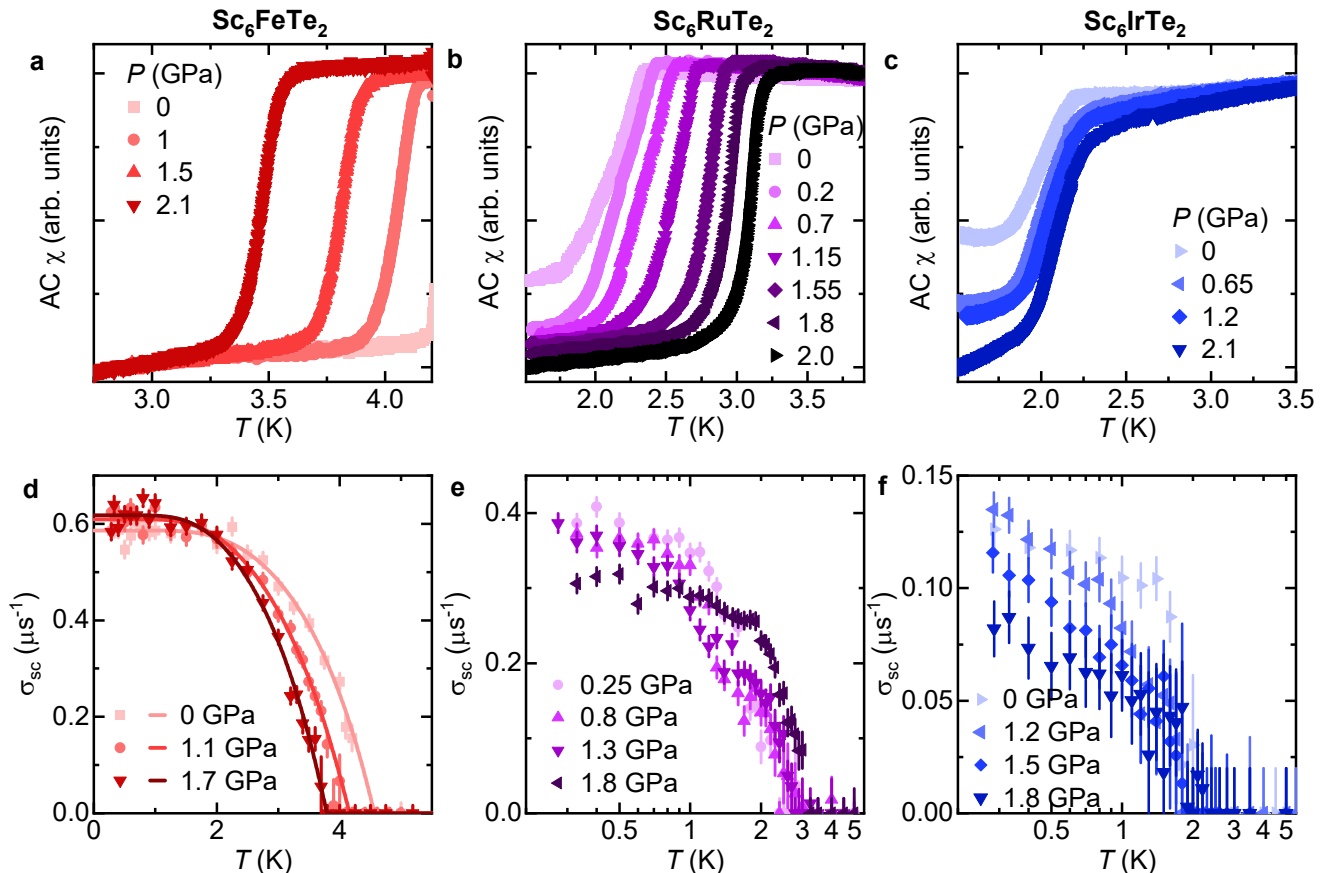 Sc₆FeTe₂
Sc₆RuTe₂
Sc₆IrTe₂
a
P (GPa)
0
1
1.5
2.1
AC χ (arb. units)
3.0 3.5 4.0
T (K)
b
P (GPa)
0
0.2
0.7
1.15
1.55
1.8
2.0
AC χ (arb. units)
2.0 2.5 3.0 3.5
T (K)
c
P (GPa)
0
0.65
1.2
2.1
AC χ (arb. units)
2.0 2.5 3.0 3.5
T (K)
d
σsc (μs⁻¹)
0.6
0.4
0.2
0.0
0 GPa
1.1 GPa
1.7 GPa
0 2 4
T (K)
e
σsc (μs⁻¹)
0.4
0.2
0.0
0.25 GPa
0.8 GPa
1.3 GPa
1.8 GPa
0.5 1 2 3 4 5
T (K)
f
σsc (μs⁻¹)
0.15
0.10
0.05
0.00
0 GPa
1.2 GPa
1.5 GPa
1.8 GPa
0.5 1 2 3 4 5
T (K)